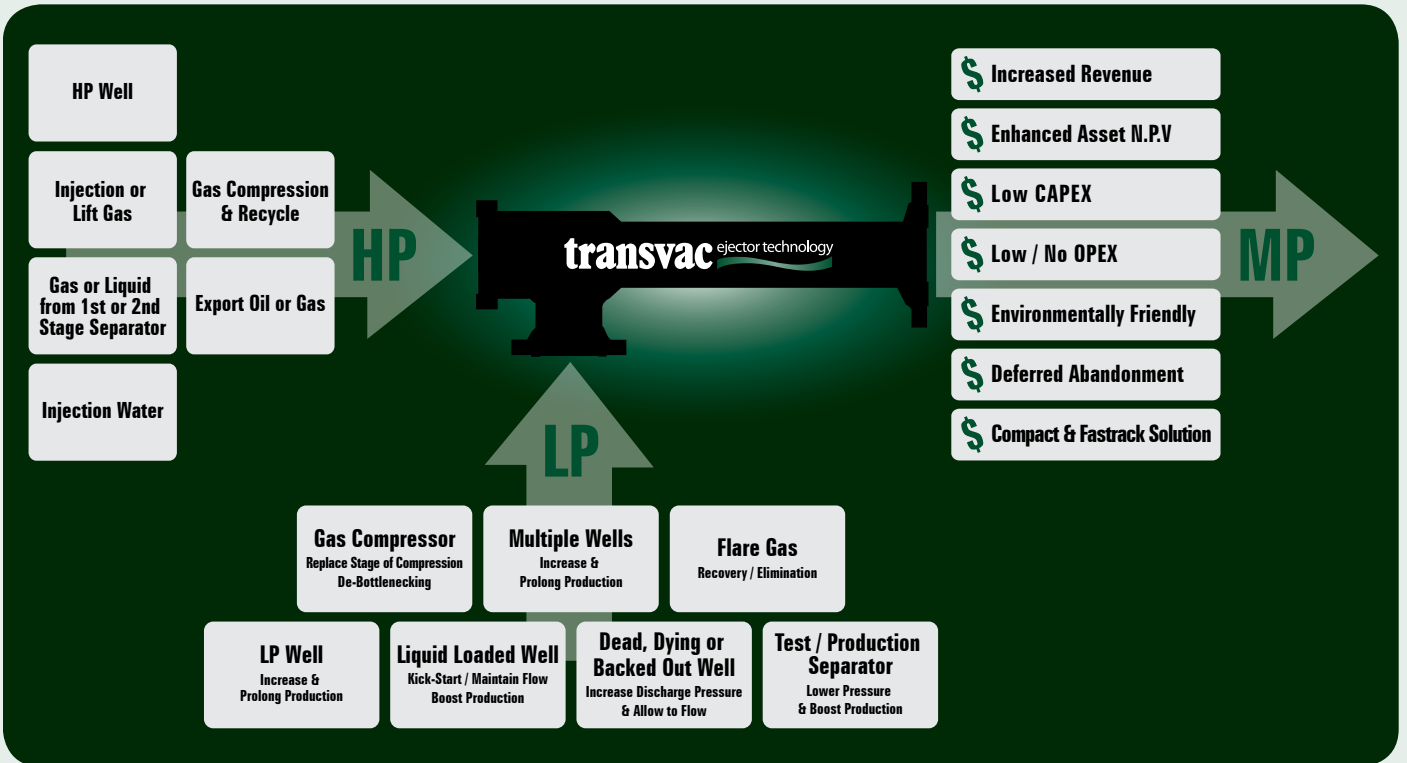 HP Well
Injection or
Lift Gas
Gas Compression
& Recycle
Gas or Liquid
from 1st or 2nd
Stage Separator
Export Oil or Gas
Injection Water
HP
transvac ejector technology
LP
MP
$ Increased Revenue
$ Enhanced Asset N.P.V
$ Low CAPEX
$ Low / No OPEX
$ Environmentally Friendly
$ Deferred Abandonment
$ Compact & Fastrack Solution
Gas Compressor
Replace Stage of Compression
De-Bottlenecking
Multiple Wells
Increase &
Prolong Production
Flare Gas
Recovery / Elimination
LP Well
Increase &
Prolong Production
Liquid Loaded Well
Kick-Start / Maintain Flow
Boost Production
Dead, Dying or
Backed Out Well
Increase Discharge Pressure
& Allow to Flow
Test / Production
Separator
Lower Pressure
& Boost Production